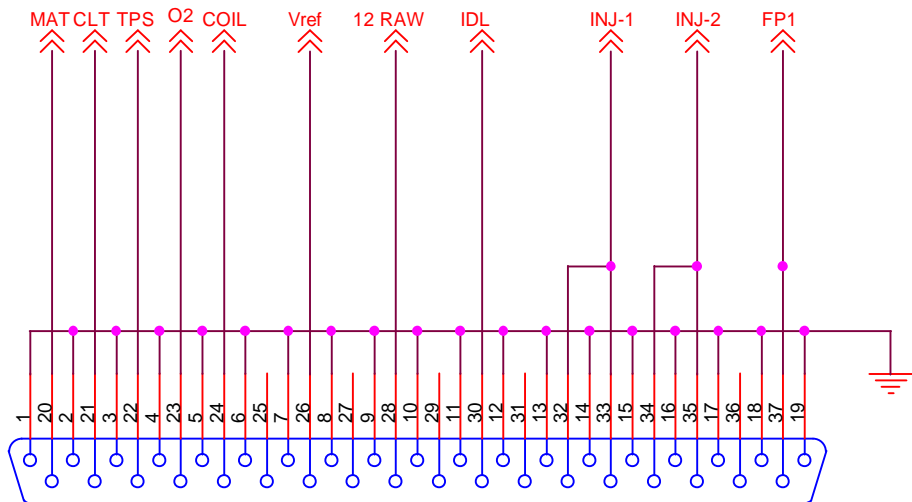 MAT CLT TPS O2 COIL Vref 12 RAW IDL INJ-1 INJ-2 FP1
1 20 2 21 3 22 4 23 5 24 6 25 7 26 8 27 9 28 10 29 11 30 12 31 13 32 14 33 15 34 16 35 17 36 18 37 19